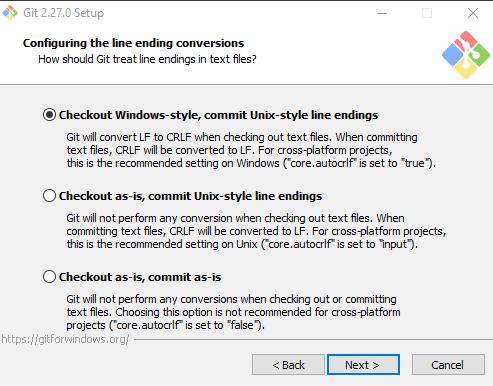 Git 2.27.0 Setup
Configuring the line ending conversions
How should Git treat line endings in text files?
Checkout Windows-style, commit Unix-style line endings
Git will convert LF to CRLF when checking out text files. When committing
text files, CRLF will be converted to LF. For cross-platform projects,
this is the recommended setting on Windows ("core.autocrlf" is set to "true").
Checkout as-is, commit Unix-style line endings
Git will not perform any conversion when checking out text files. When
committing text files, CRLF will be converted to LF. For cross-platform projects,
this is the recommended setting on Unix ("core.autocrlf" is set to "input").
Checkout as-is, commit as-is
Git will not perform any conversions when checking out or committing
text files. Choosing this option is not recommended for cross-platform
projects ("core.autocrlf" is set to "false").
https://gitforwindows.org/
< Back
Next >
Cancel